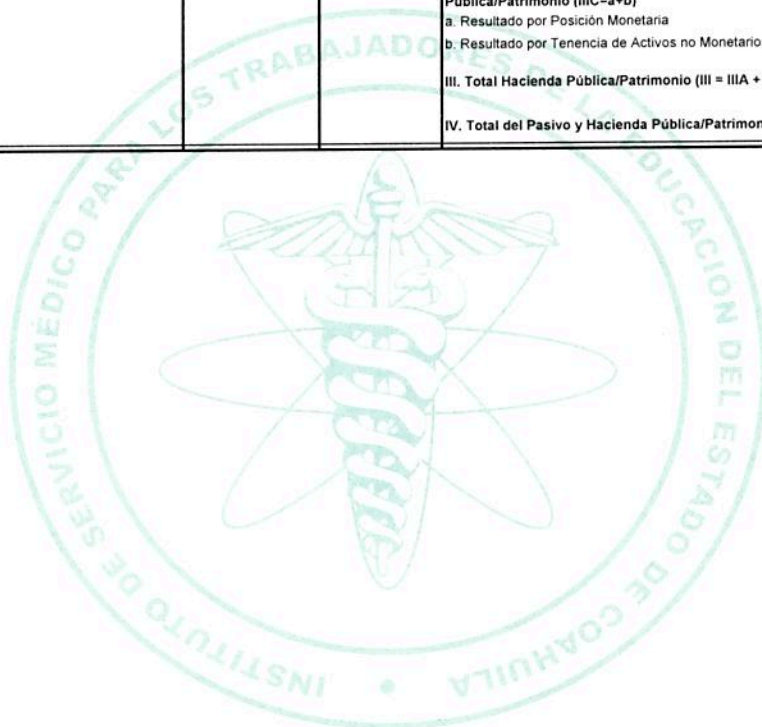 Pública/Patrimonio (IIIC=a+b)
a. Resultado por Posición Monetaria
b. Resultado por Tenencia de Activos no Monetario
III. Total Hacienda Pública/Patrimonio (III = IIIA +
IV. Total del Pasivo y Hacienda Pública/Patrimon
INSTITUTO DE SERVICIO MÉDICO PARA LOS TRABAJADORES DE LA EDUCACIÓN DEL ESTADO DE COAHUILA